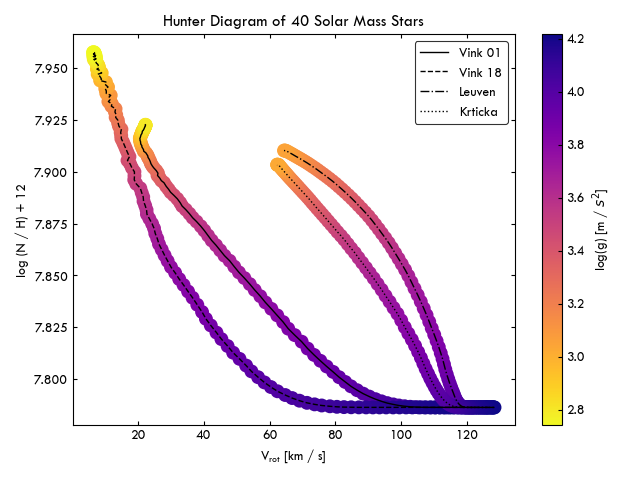 Hunter Diagram of 40 Solar Mass Stars
Vink 01
Vink 18
Leuven
Krticka
7.950
7.925
7.900
7.875
7.850
7.825
7.800
log (N / H) + 12
20
40
60
80
100
120
V_rot [km / s]
4.2
4.0
3.8
3.6
3.4
3.2
3.0
2.8
log(g) [m / s²]